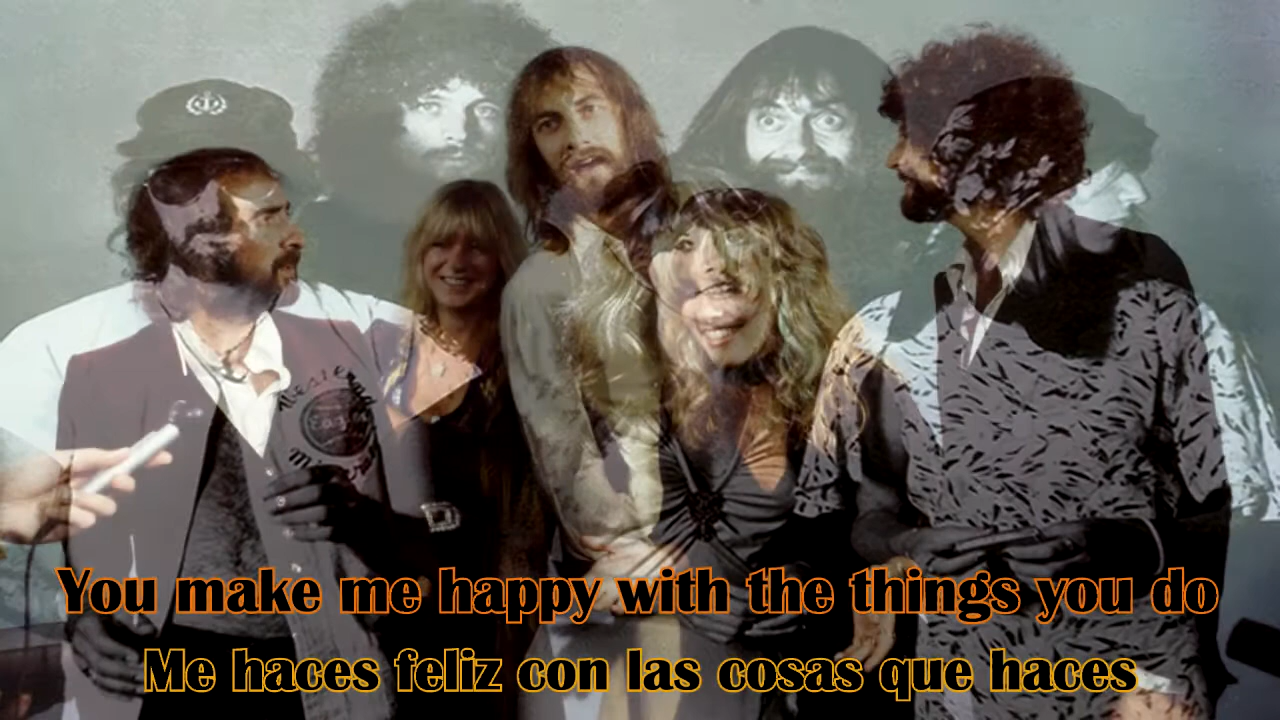 You make me happy with the things you do
Me haces feliz con las cosas que haces